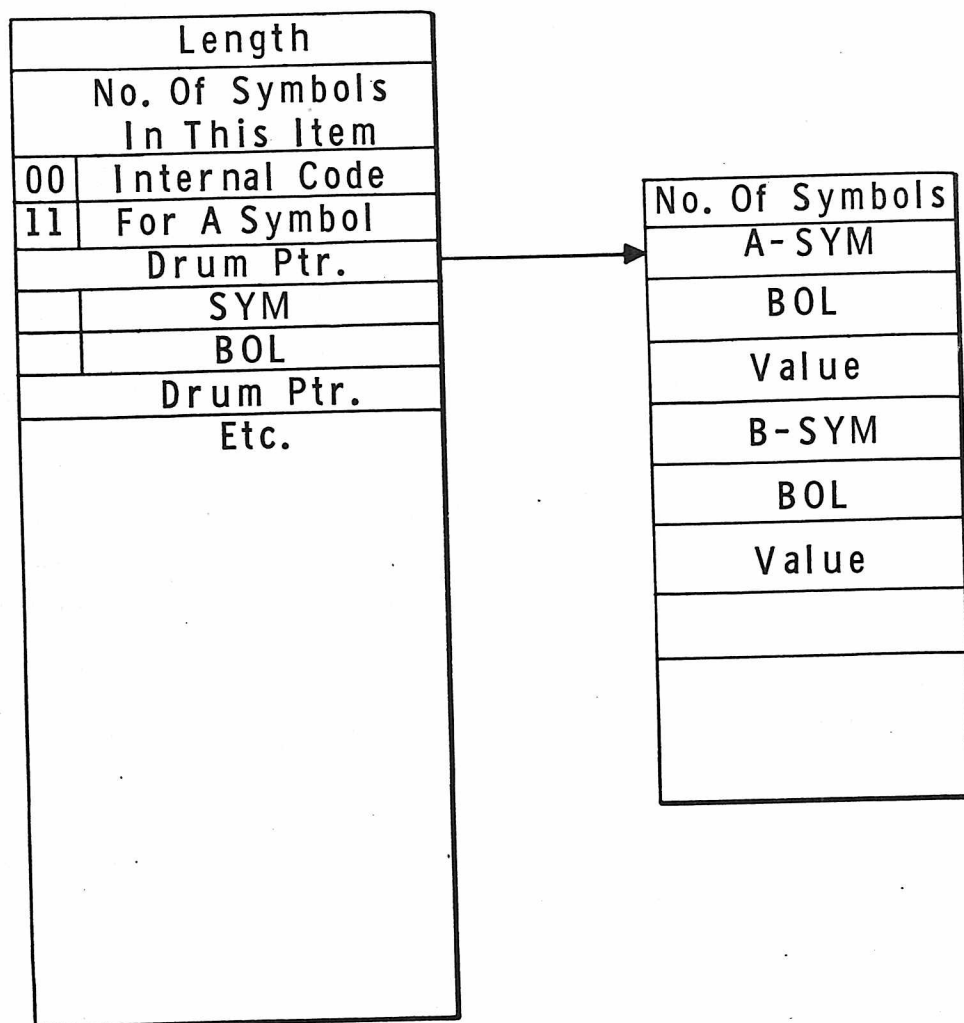 Length
No. Of Symbols
In This Item
00 Internal Code
11 For A Symbol
Drum Ptr.
SYM
BOL
Drum Ptr.
Etc.
No. Of Symbols
A-SYM
BOL
Value
B-SYM
BOL
Value